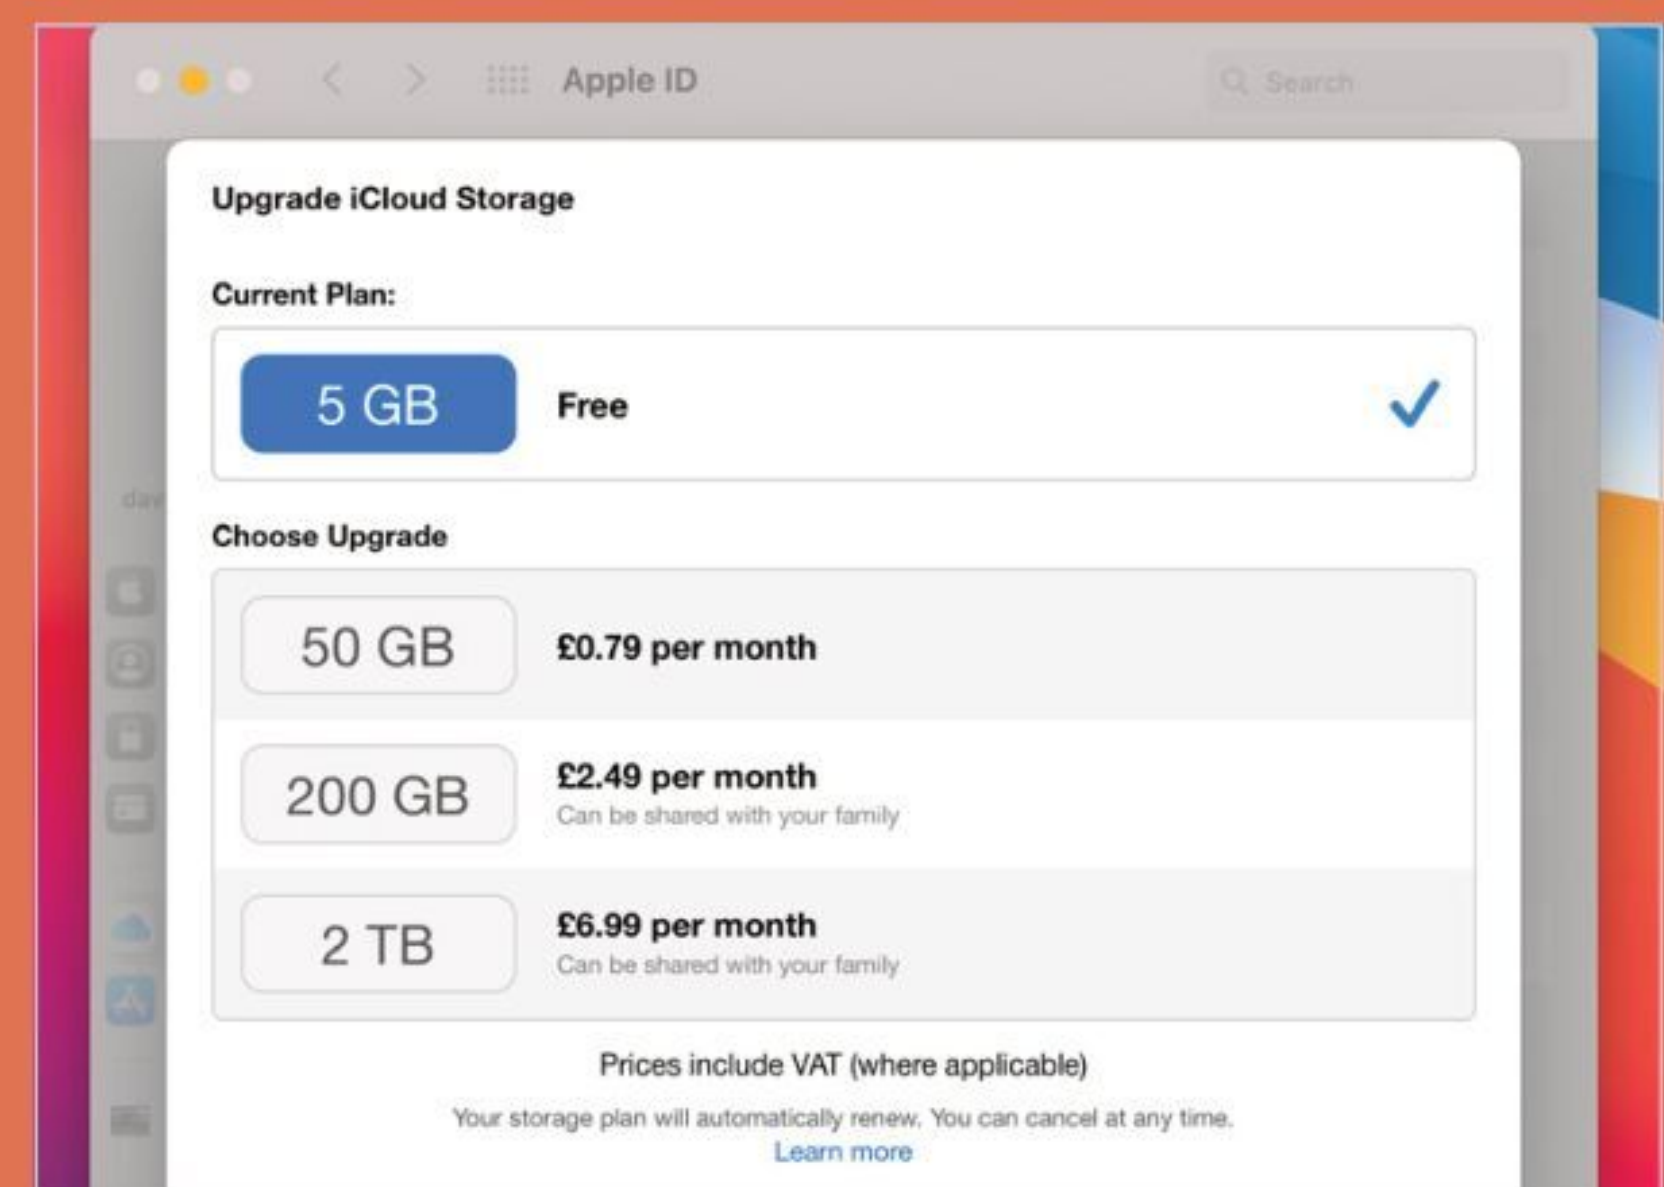 Apple ID
Search
Upgrade iCloud Storage
Current Plan:
5 GB
Free
Choose Upgrade
50 GB
£0.79 per month
200 GB
£2.49 per month
Can be shared with your family
2 TB
£6.99 per month
Can be shared with your family
Prices include VAT (where applicable)
Your storage plan will automatically renew. You can cancel at any time.
Learn more